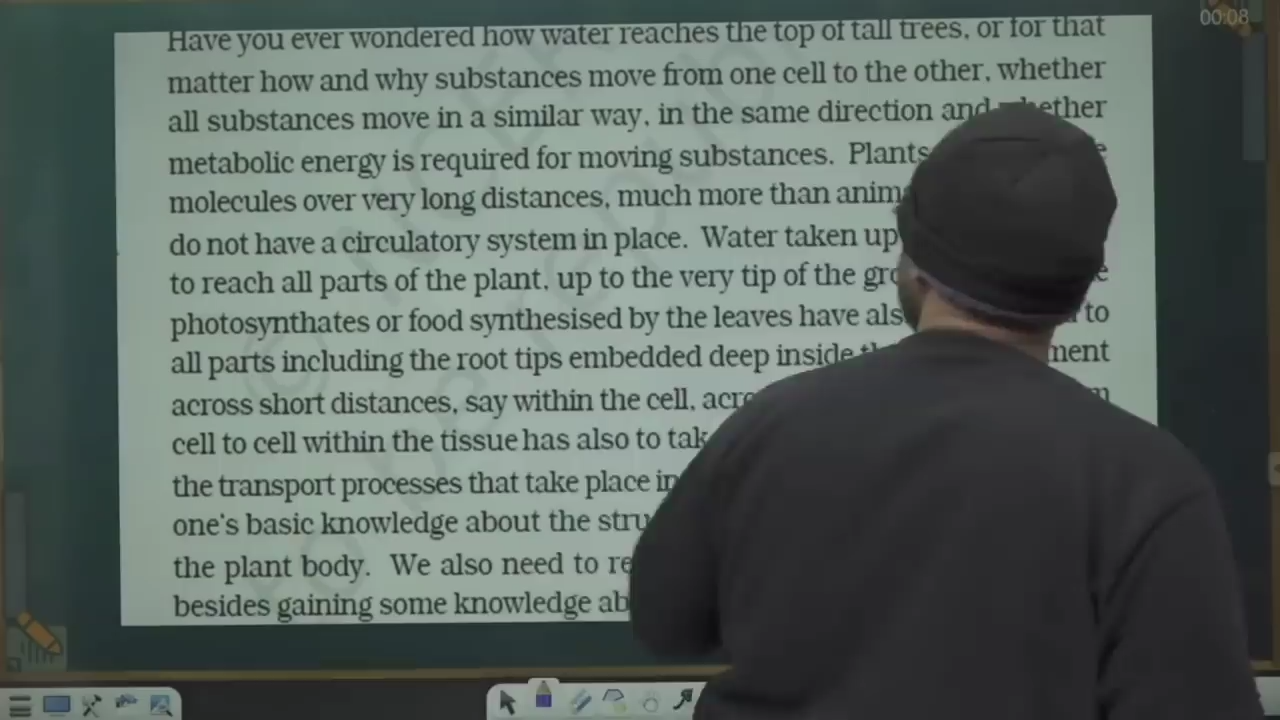 00:08
Have you ever wondered how water reaches the top of tall trees, or for that
matter how and why substances move from one cell to the other, whether
all substances move in a similar way, in the same direction and whether
metabolic energy is required for moving substances. Plants
molecules over very long distances, much more than anim
do not have a circulatory system in place. Water taken up
to reach all parts of the plant, up to the very tip of the gro
photosynthates or food synthesised by the leaves have als to
all parts including the root tips embedded deep inside ment
across short distances, say within the cell, acro
cell to cell within the tissue has also to tak
the transport processes that take place in
one's basic knowledge about the stru
the plant body. We also need to re
besides gaining some knowledge ab